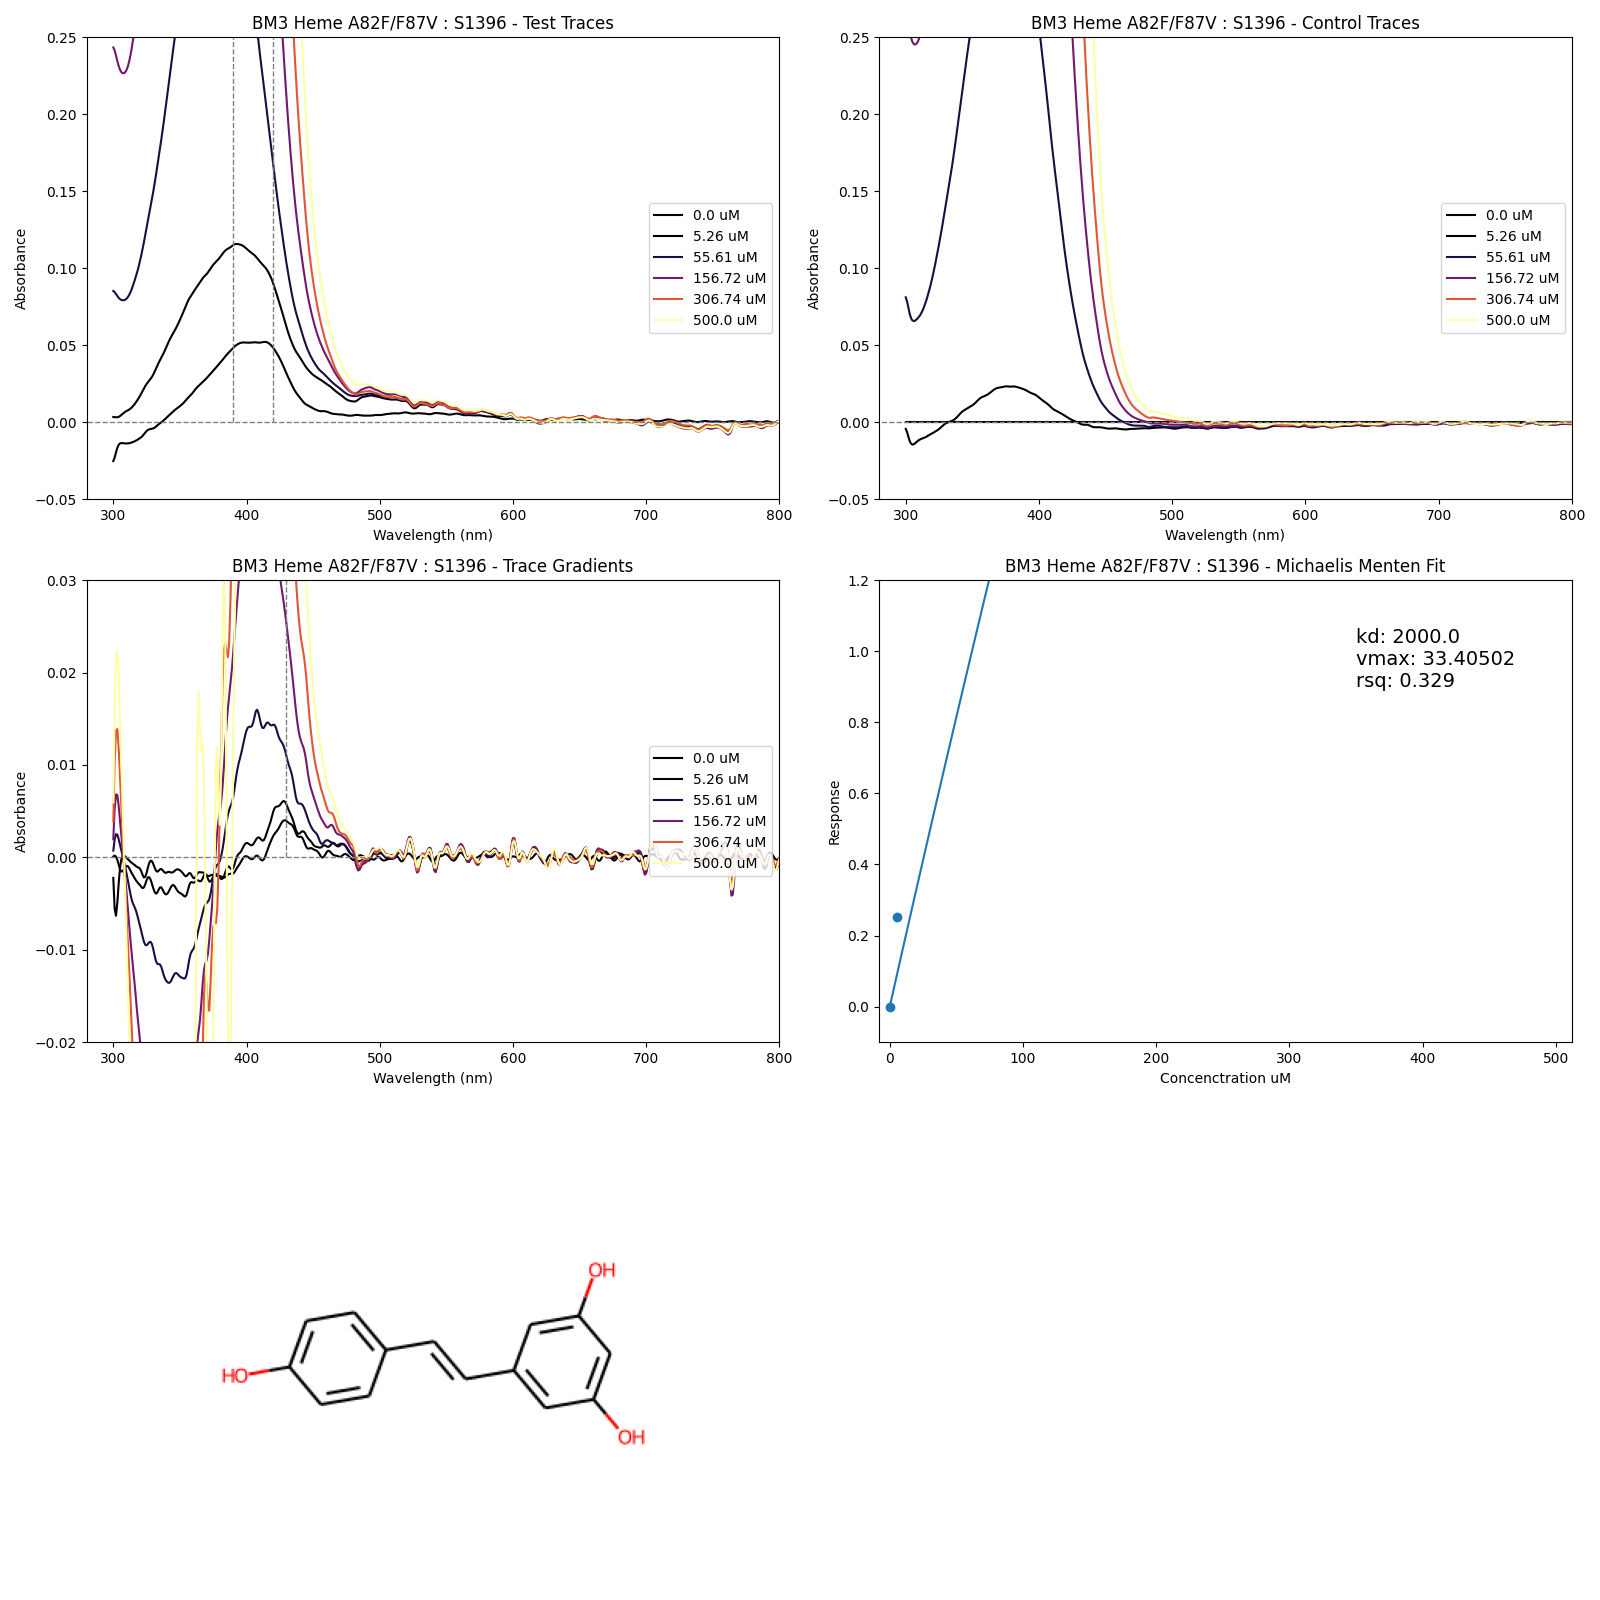 BM3 Heme A82F/F87V : S1396 - Test Traces
0.25
0.20
0.15
0.10
0.05
0.00
−0.05
Absorbance
300 400 500 600 700 800
Wavelength (nm)
0.0 uM
5.26 uM
55.61 uM
156.72 uM
306.74 uM
500.0 uM
BM3 Heme A82F/F87V : S1396 - Control Traces
0.25
0.20
0.15
0.10
0.05
0.00
−0.05
Absorbance
300 400 500 600 700 800
Wavelength (nm)
0.0 uM
5.26 uM
55.61 uM
156.72 uM
306.74 uM
500.0 uM
BM3 Heme A82F/F87V : S1396 - Trace Gradients
0.03
0.02
0.01
0.00
−0.01
−0.02
Absorbance
300 400 500 600 700 800
Wavelength (nm)
0.0 uM
5.26 uM
55.61 uM
156.72 uM
306.74 uM
500.0 uM
BM3 Heme A82F/F87V : S1396 - Michaelis Menten Fit
1.2
1.0
0.8
0.6
0.4
0.2
0.0
Response
0 100 200 300 400 500
Concenctration uM
kd: 2000.0
vmax: 33.40502
rsq: 0.329
OH
HO
OH